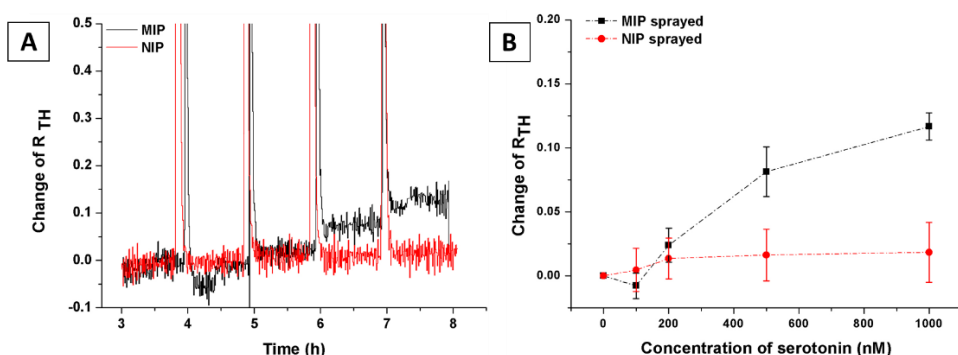 A
0.5
0.4
0.3
0.2
0.1
0.0
-0.1
Change of R TH
MIP
NIP
3 4 5 6 7 8
Time (h)
B
0.20
0.15
0.10
0.05
0.00
Change of RTH
MIP sprayed
NIP sprayed
0 200 400 600 800 1000
Concentration of serotonin (nM)